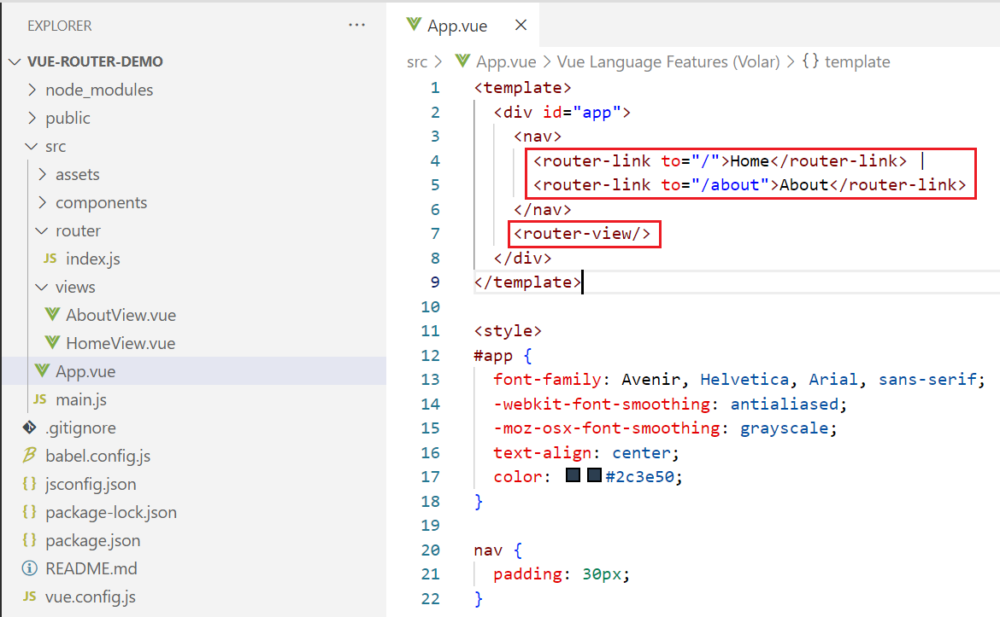 EXPLORER
VUE-ROUTER-DEMO
node_modules
public
src
assets
components
router
JS index.js
views
AboutView.vue
HomeView.vue
App.vue
JS main.js
.gitignore
babel.config.js
{} jsconfig.json
{} package-lock.json
{} package.json
README.md
JS vue.config.js
App.vue
src > App.vue > Vue Language Features (Volar) > {} template
1 <template>
2 <div id="app">
3 <nav>
4 <router-link to="/">Home</router-link> |
5 <router-link to="/about">About</router-link>
6 </nav>
7 <router-view/>
8 </div>
9 </template>
10
11 <style>
12 #app {
13 font-family: Avenir, Helvetica, Arial, sans-serif;
14 -webkit-font-smoothing: antialiased;
15 -moz-osx-font-smoothing: grayscale;
16 text-align: center;
17 color: #2c3e50;
18 }
19
20 nav {
21 padding: 30px;
22 }